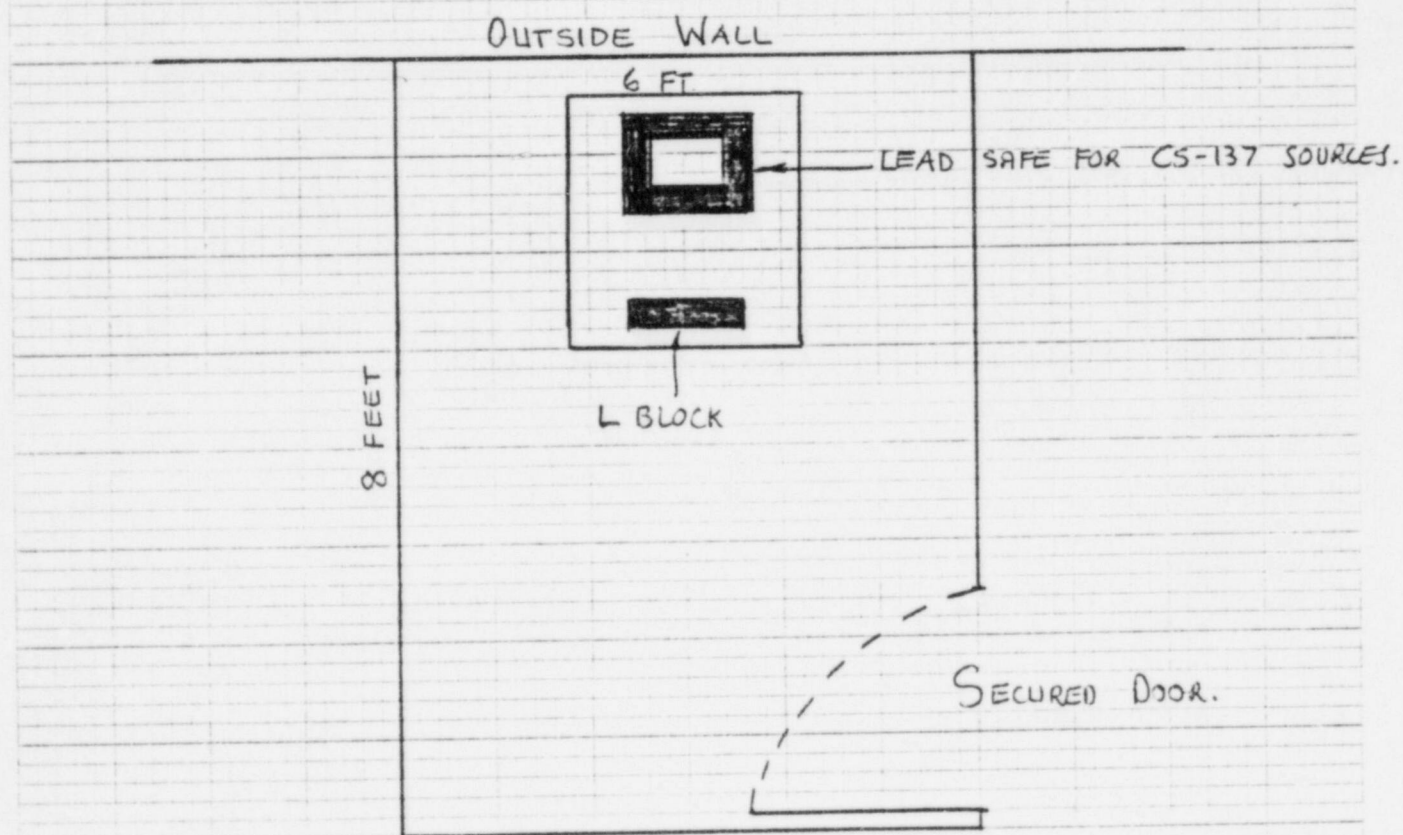 OUTSIDE WALL
6 FT
LEAD SAFE FOR CS-137 SOURCES.
L BLOCK
8 FEET
SECURED DOOR.